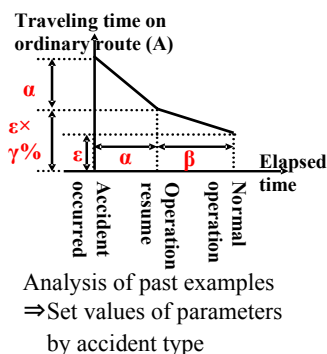 Traveling time on
ordinary route (A)
α
ε×
γ%
ε
α
β
Elapsed
time
Accident
occurred
Operation
resume
Normal
operation
Analysis of past examples
⇒Set values of parameters
by accident type